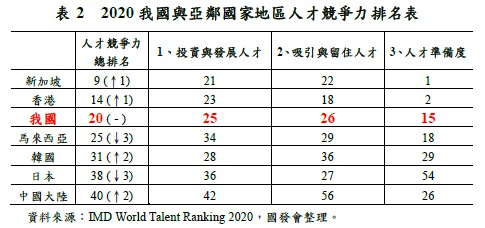 表 2 2020 我國與亞鄰國家地區人才競爭力排名表
人才競爭力總排名 1、投資與發展人才 2、吸引與留住人才 3、人才準備度
新加坡 9(↑1) 21 22 1
香港 14(↑1) 23 18 2
我國 20(-) 25 26 15
馬來西亞 25(↓3) 34 29 18
韓國 31(↑2) 28 36 29
日本 38(↓3) 36 27 54
中國大陸 40(↑2) 42 56 26
資料來源：IMD World Talent Ranking 2020，國發會整理。